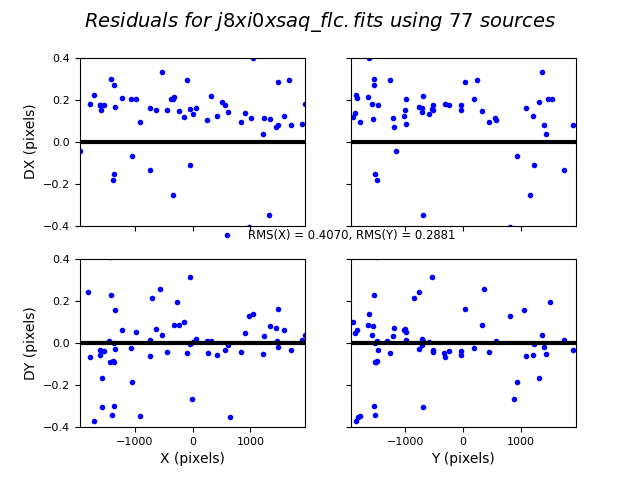 Residuals for j8xi0xsaq_flc.fits using 77 sources
0.4
0.2
0.0
−0.2
−0.4
DX (pixels)
RMS(X) = 0.4070, RMS(Y) = 0.2881
0.4
0.2
0.0
−0.2
−0.4
DY (pixels)
−1000 0 1000
X (pixels)
−1000 0 1000
Y (pixels)